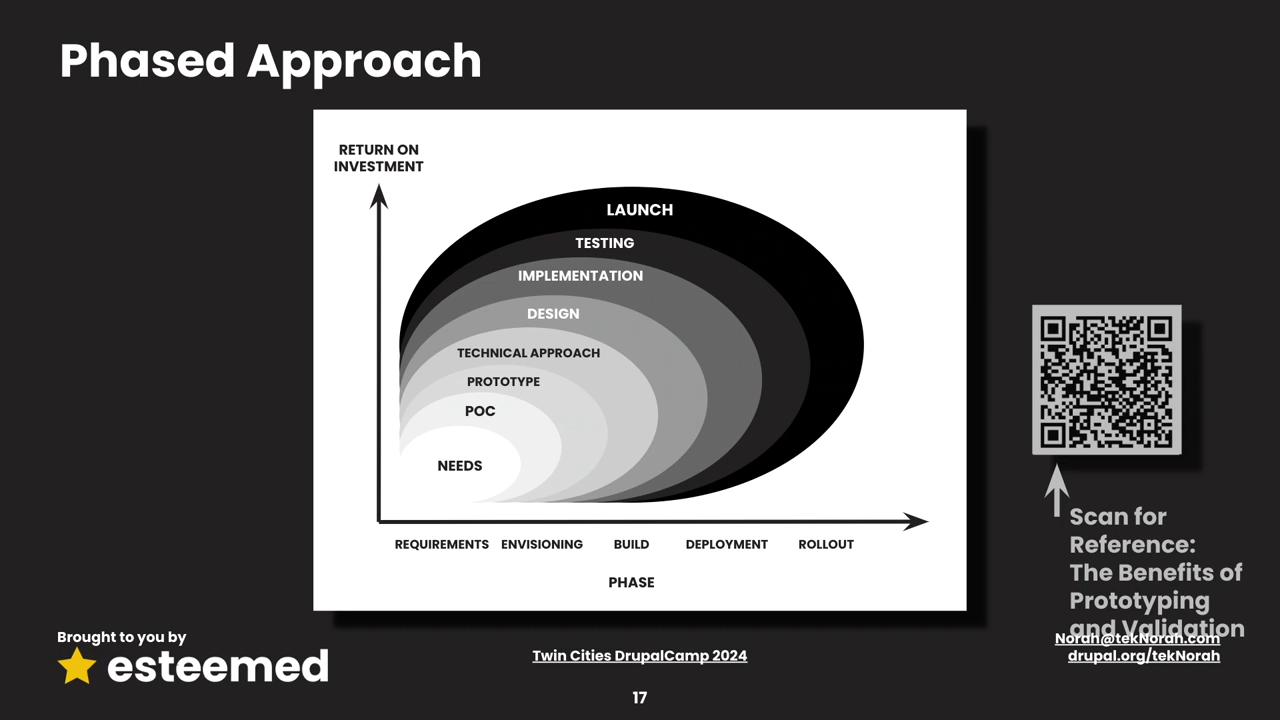 Phased Approach
RETURN ON
INVESTMENT
LAUNCH
TESTING
IMPLEMENTATION
DESIGN
TECHNICAL APPROACH
PROTOTYPE
POC
NEEDS
REQUIREMENTS ENVISIONING BUILD DEPLOYMENT ROLLOUT
PHASE
Scan for
Reference:
The Benefits of
Prototyping
and Validation
Brought to you by
esteemed
Twin Cities DrupalCamp 2024
Norah@tekNorah.com
drupal.org/tekNorah
17